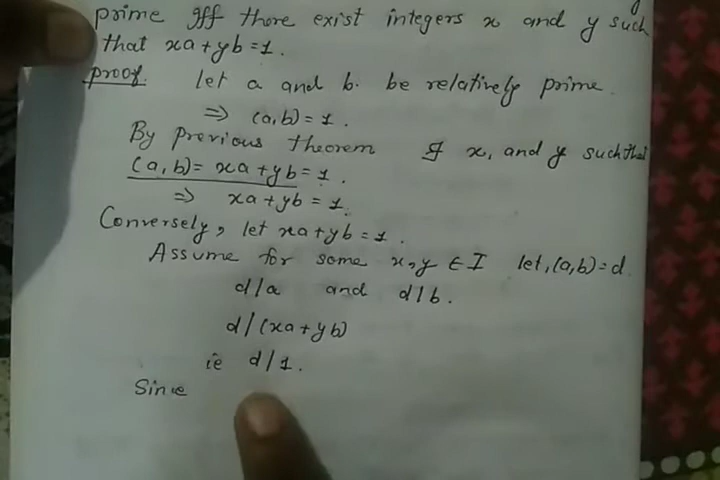 prime iff there exist integers x and y such
that xa+yb=1.
proof. let a and b. be relatively prime.
⇒ (a,b)=1.
By previous theorem ∃ x, and y such that
(a,b)= xa+yb=1.
⇒ xa+yb=1.
Conversely, let xa+yb=1.
Assume for some x,y ∈ I let, (a,b)=d.
d/a and d/b.
d/(xa+yb)
ie d/1.
Since